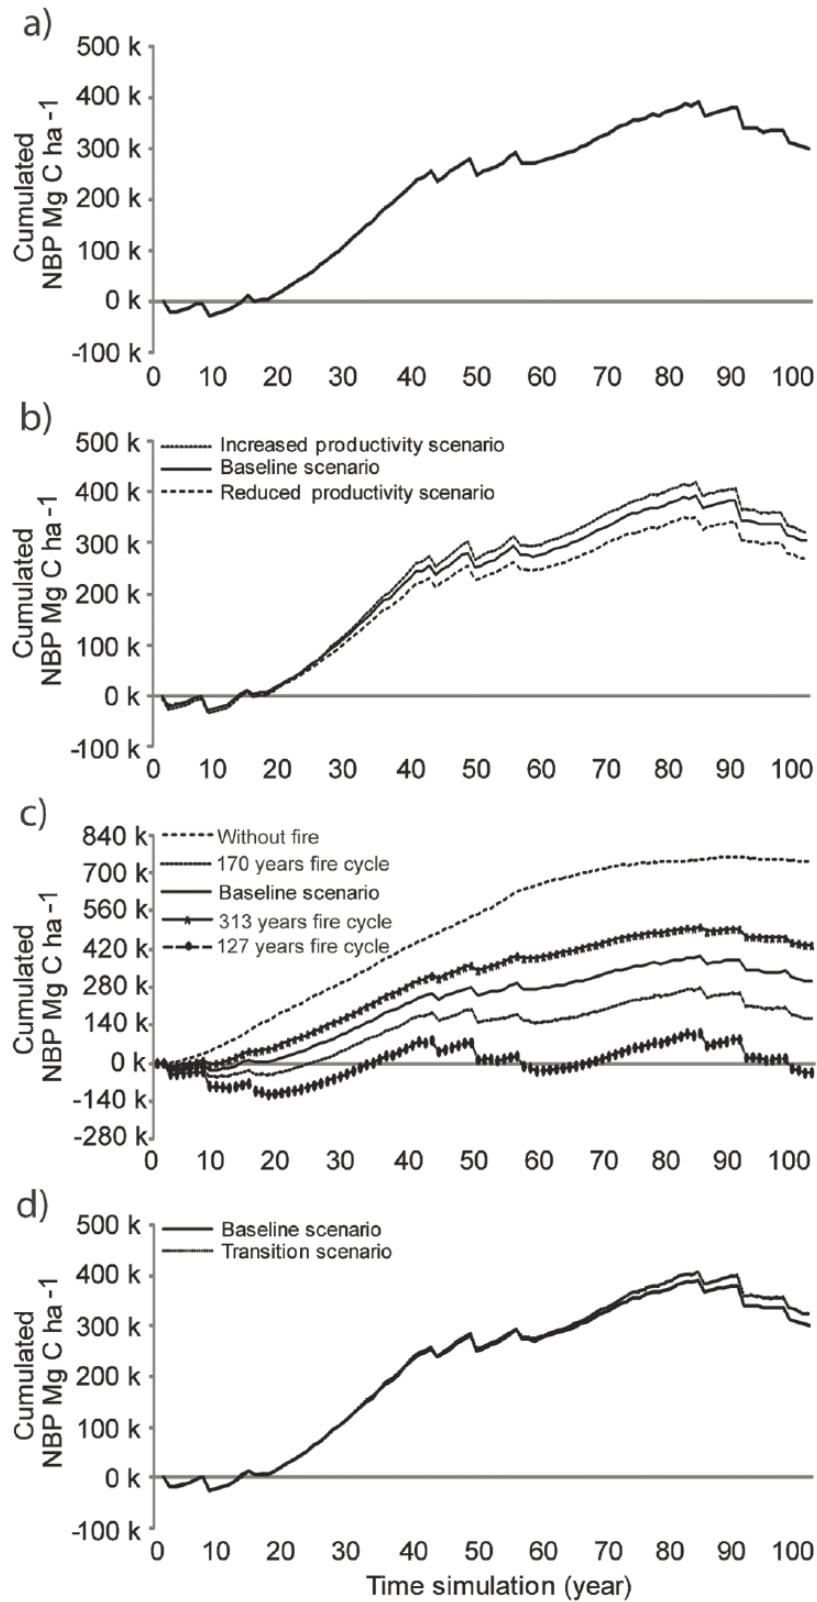 a)
500 k
400 k
300 k
200 k
100 k
0 k
-100 k
Cumulated
NBP Mg C ha -1
0 10 20 30 40 50 60 70 80 90 100
b)
500 k
400 k
300 k
200 k
100 k
0 k
-100 k
Cumulated
NBP Mg C ha -1
Increased productivity scenario
Baseline scenario
Reduced productivity scenario
0 10 20 30 40 50 60 70 80 90 100
c)
840 k
700 k
560 k
420 k
280 k
140 k
0 k
-140 k
-280 k
Cumulated
NBP Mg C ha -1
Without fire
170 years fire cycle
Baseline scenario
313 years fire cycle
127 years fire cycle
0 10 20 30 40 50 60 70 80 90 100
d)
500 k
400 k
300 k
200 k
100 k
0 k
-100 k
Cumulated
NBP Mg C ha -1
Baseline scenario
Transition scenario
0 10 20 30 40 50 60 70 80 90 100
Time simulation (year)